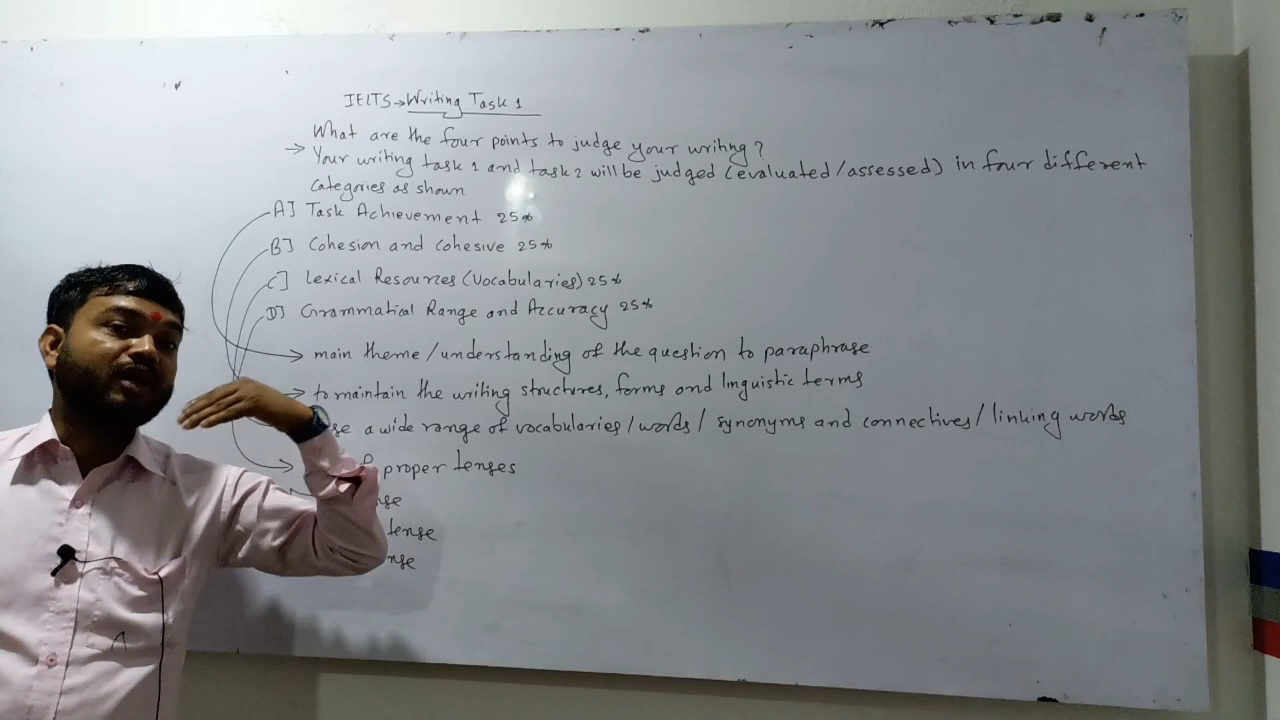 IELTS→Writing Task 1
What are the four points to judge your writing?
→ Your writing task 1 and task 2 will be judged (evaluated/assessed) in four different
categories as shown
A] Task Achievement 25%
B] Cohesion and Cohesive 25%
C] Lexical Resources (Vocabularies) 25%
D] Grammatical Range and Accuracy 25%
→ main theme/understanding of the question to paraphrase
→ to maintain the writing structures, forms and linguistic terms
a wide range of vocabularies/words/synonyms and connectives/linking words
→ proper tenses
tense